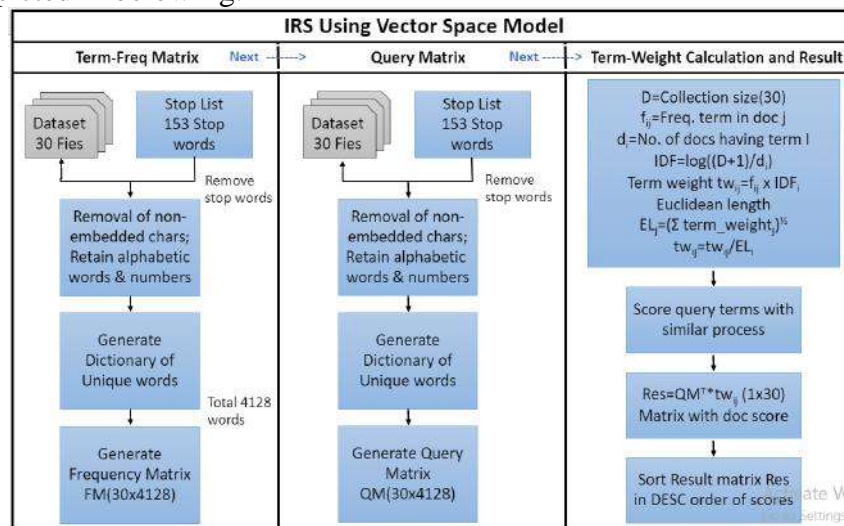 IRS Using Vector Space Model
Term-Freq Matrix Next
Query Matrix Next
Term-Weight Calculation and Result
Dataset
30 Fies
Stop List
153 Stop
words
Remove
stop words
Removal of non-
embedded chars;
Retain alphabetic
words & numbers
Generate
Dictionary of
Unique words
Total 4128
words
Generate
Frequency Matrix
FM(30x4128)
Dataset
30 Fies
Stop List
153 Stop
words
Remove
stop words
Removal of non-
embedded chars;
Retain alphabetic
words & numbers
Generate
Dictionary of
Unique words
Generate Query
Matrix
QM(30x4128)
D=Collection size(30)
fij=Freq. term in doc j
di=No. of docs having term I
IDF=log((D+1)/di)
Term weight twij=fij x IDFi
Euclidean length
ELj=(Σ term_weightj)½
twij=twij/ELi
Score query terms with
similar process
Res=QMᵀ*twij (1x30)
Matrix with doc score
Sort Result matrix Res
in DESC order of scores
ate W
Settings